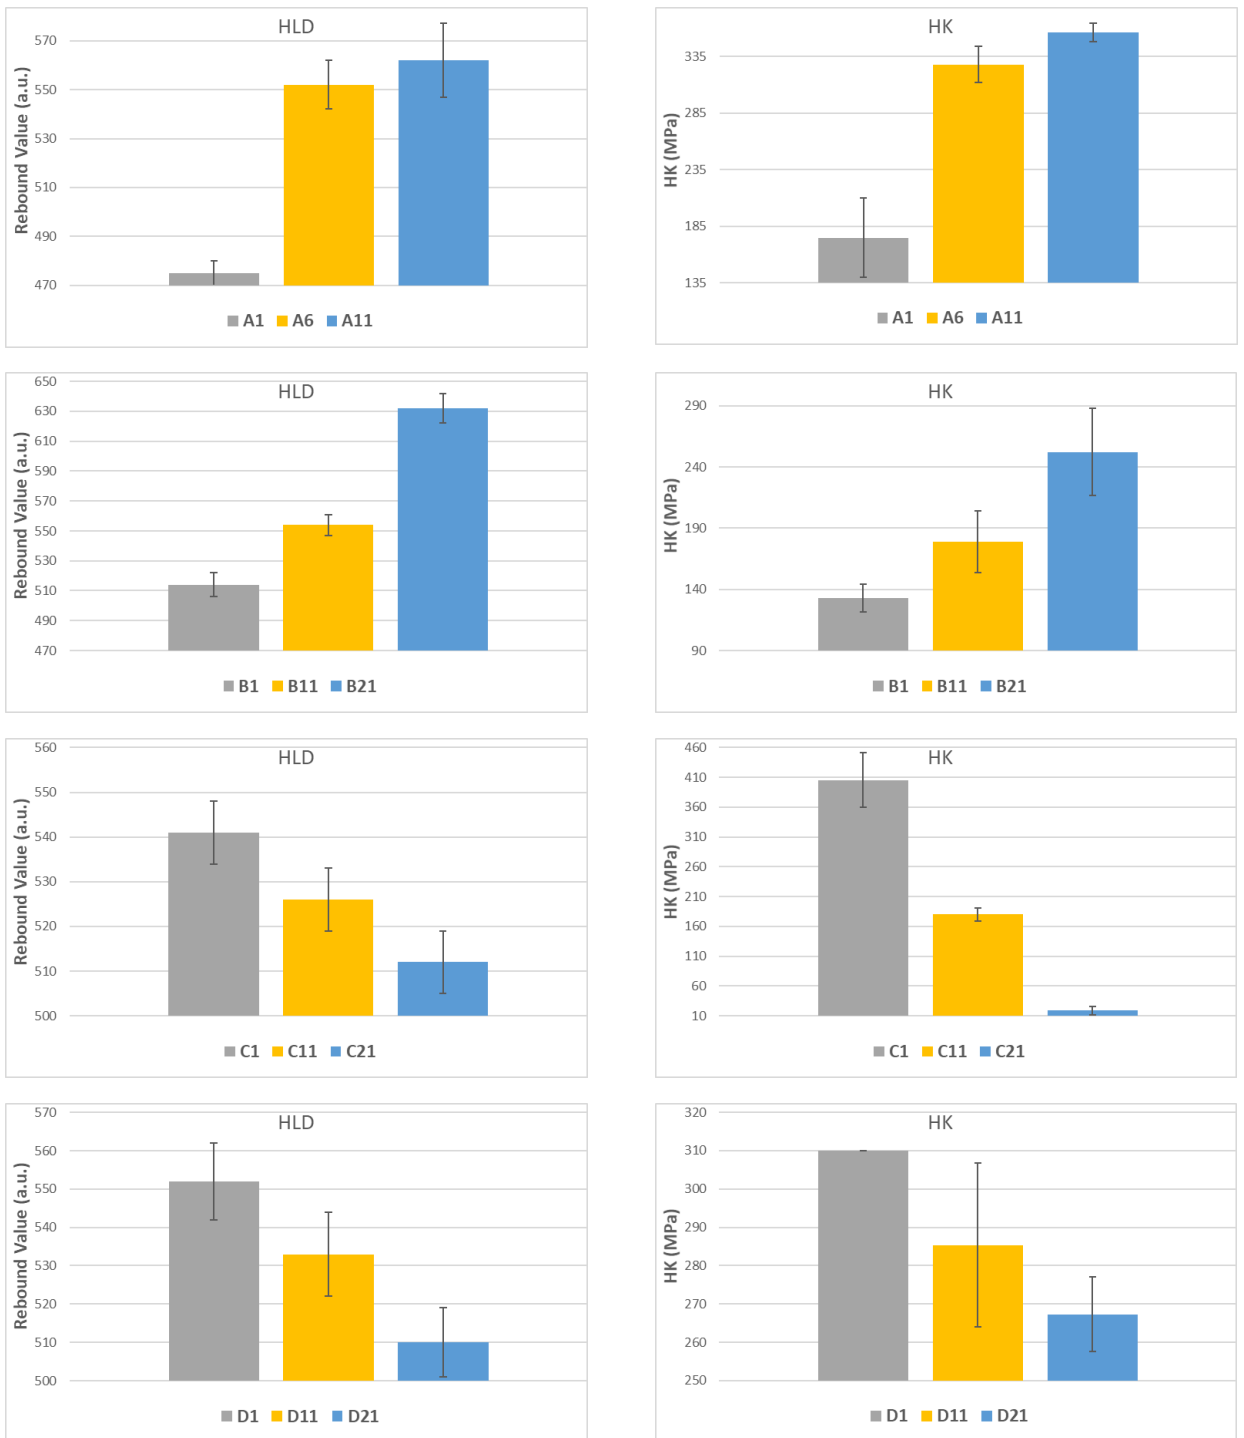 HLD
Rebound Value (a.u.)
570
550
530
510
490
470
A1 A6 A11
HK
HK (MPa)
335
285
235
185
135
A1 A6 A11
HLD
Rebound Value (a.u.)
650
630
610
590
570
550
530
510
490
470
B1 B11 B21
HK
HK (MPa)
290
240
190
140
90
B1 B11 B21
HLD
Rebound Value (a.u.)
560
550
540
530
520
510
500
C1 C11 C21
HK
HK (MPa)
460
410
360
310
260
210
160
110
60
10
C1 C11 C21
HLD
Rebound Value (a.u.)
570
560
550
540
530
520
510
500
D1 D11 D21
HK
HK (MPa)
320
310
300
290
280
270
260
250
D1 D11 D21